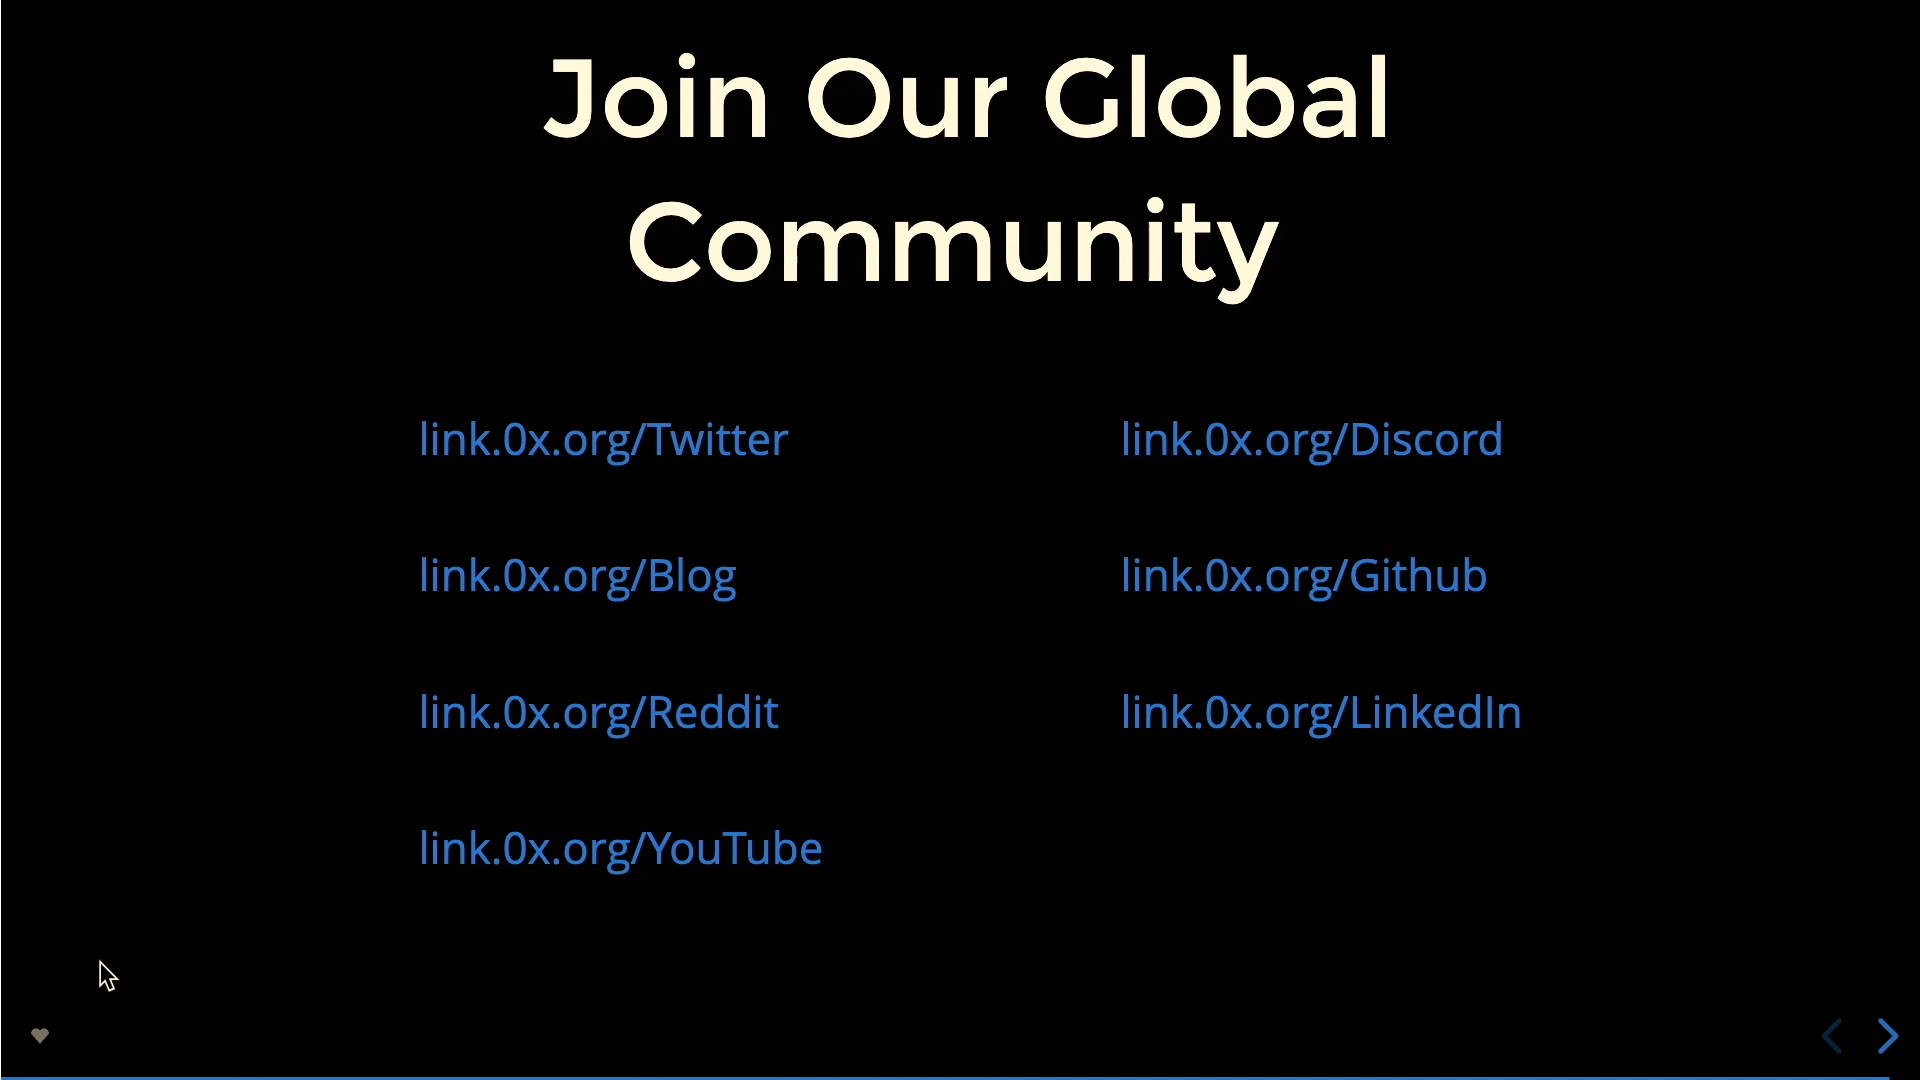 Join Our Global
Community
link.0x.org/Twitter
link.0x.org/Blog
link.0x.org/Reddit
link.0x.org/YouTube
link.0x.org/Discord
link.0x.org/Github
link.0x.org/LinkedIn